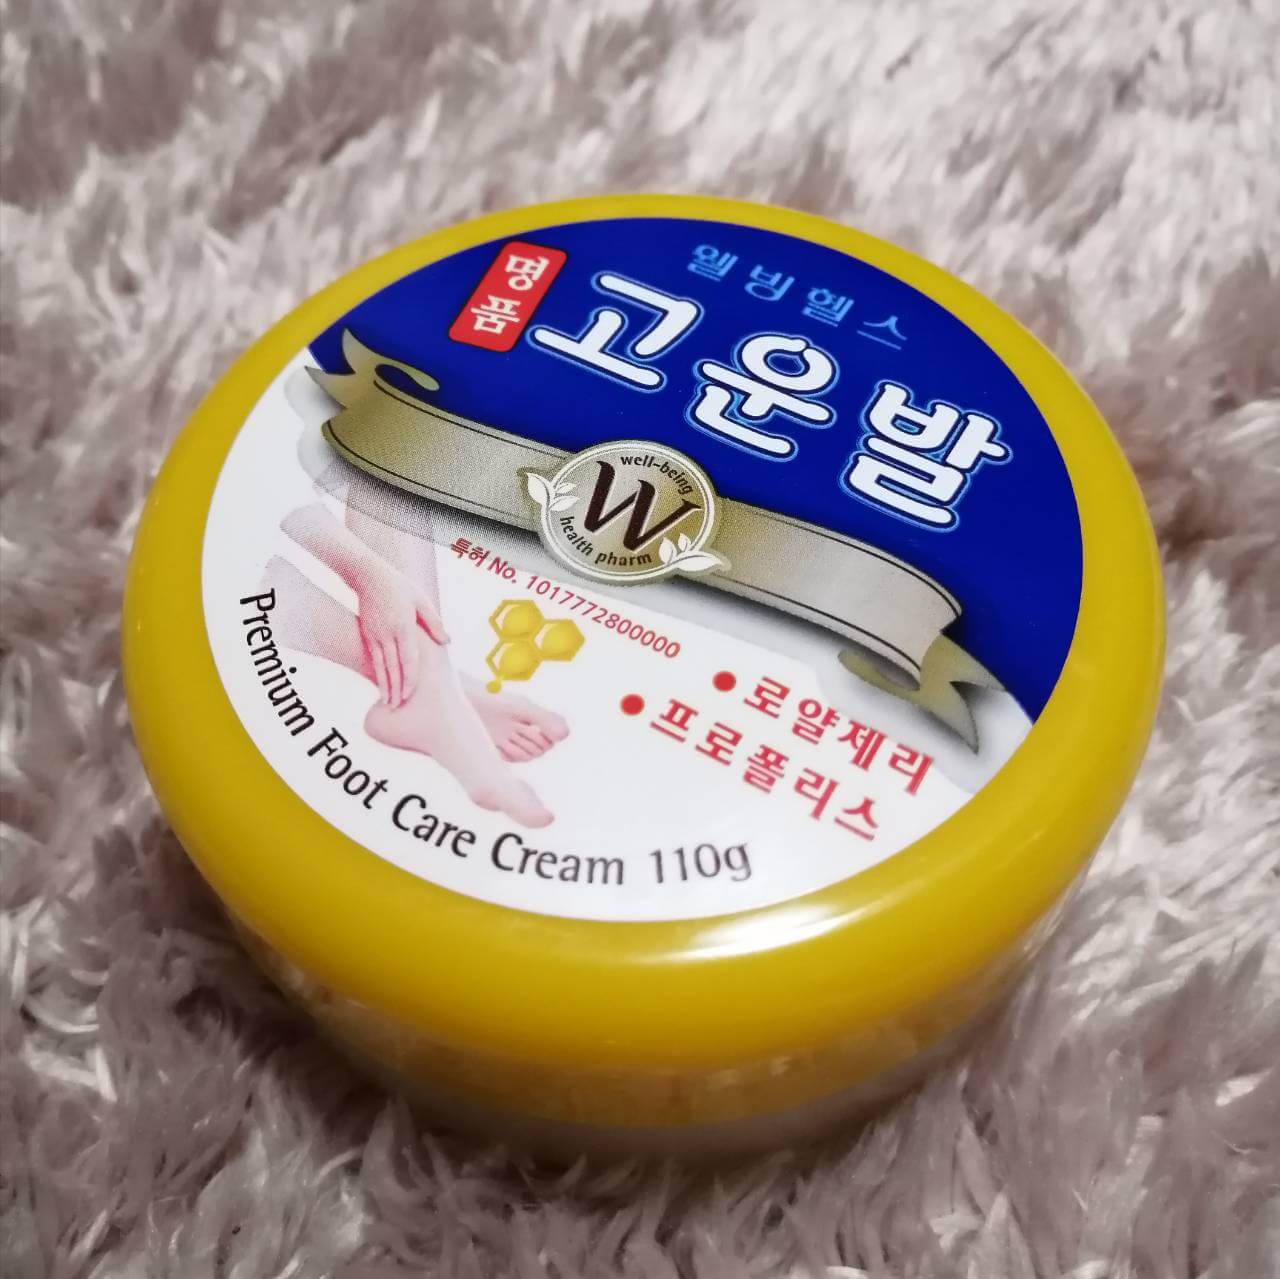 웰빙헬스
명품
고운발
well-being
W
health pharm
특허 No. 1017772800000
• 로얄제리
• 프로폴리스
Premium Foot Care Cream 110g